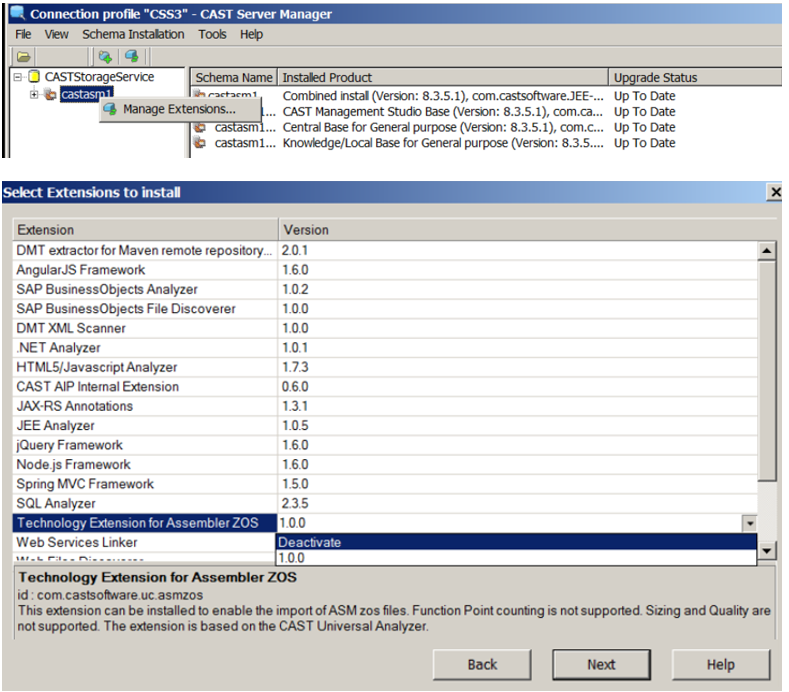 Connection profile "CSS3" - CAST Server Manager
File View Schema Installation Tools Help
CASTStorageService
Schema Name Installed Product Upgrade Status
castasm1
castasm1 Combined install (Version: 8.3.5.1), com.castsoftware.JEE-... Up To Date
Manage Extensions...
1... CAST Management Studio Base (Version: 8.3.5.1), com.ca... Up To Date
castasm1... Central Base for General purpose (Version: 8.3.5.1), com.c... Up To Date
castasm1... Knowledge/Local Base for General purpose (Version: 8.3.5.... Up To Date
Select Extensions to install
Extension Version
DMT extractor for Maven remote repository... 2.0.1
AngularJS Framework 1.6.0
SAP BusinessObjects Analyzer 1.0.2
SAP BusinessObjects File Discoverer 1.0.0
DMT XML Scanner 1.0.0
.NET Analyzer 1.0.1
HTML5/Javascript Analyzer 1.7.3
CAST AIP Internal Extension 0.6.0
JAX-RS Annotations 1.3.1
JEE Analyzer 1.0.5
jQuery Framework 1.6.0
Node.js Framework 1.6.0
Spring MVC Framework 1.5.0
SQL Analyzer 2.3.5
Technology Extension for Assembler ZOS 1.0.0
Web Services Linker Deactivate
1.0.0
Technology Extension for Assembler ZOS
id : com.castsoftware.uc.asmzos
This extension can be installed to enable the import of ASM zos files. Function Point counting is not supported. Sizing and Quality are
not supported. The extension is based on the CAST Universal Analyzer.
Back Next Help